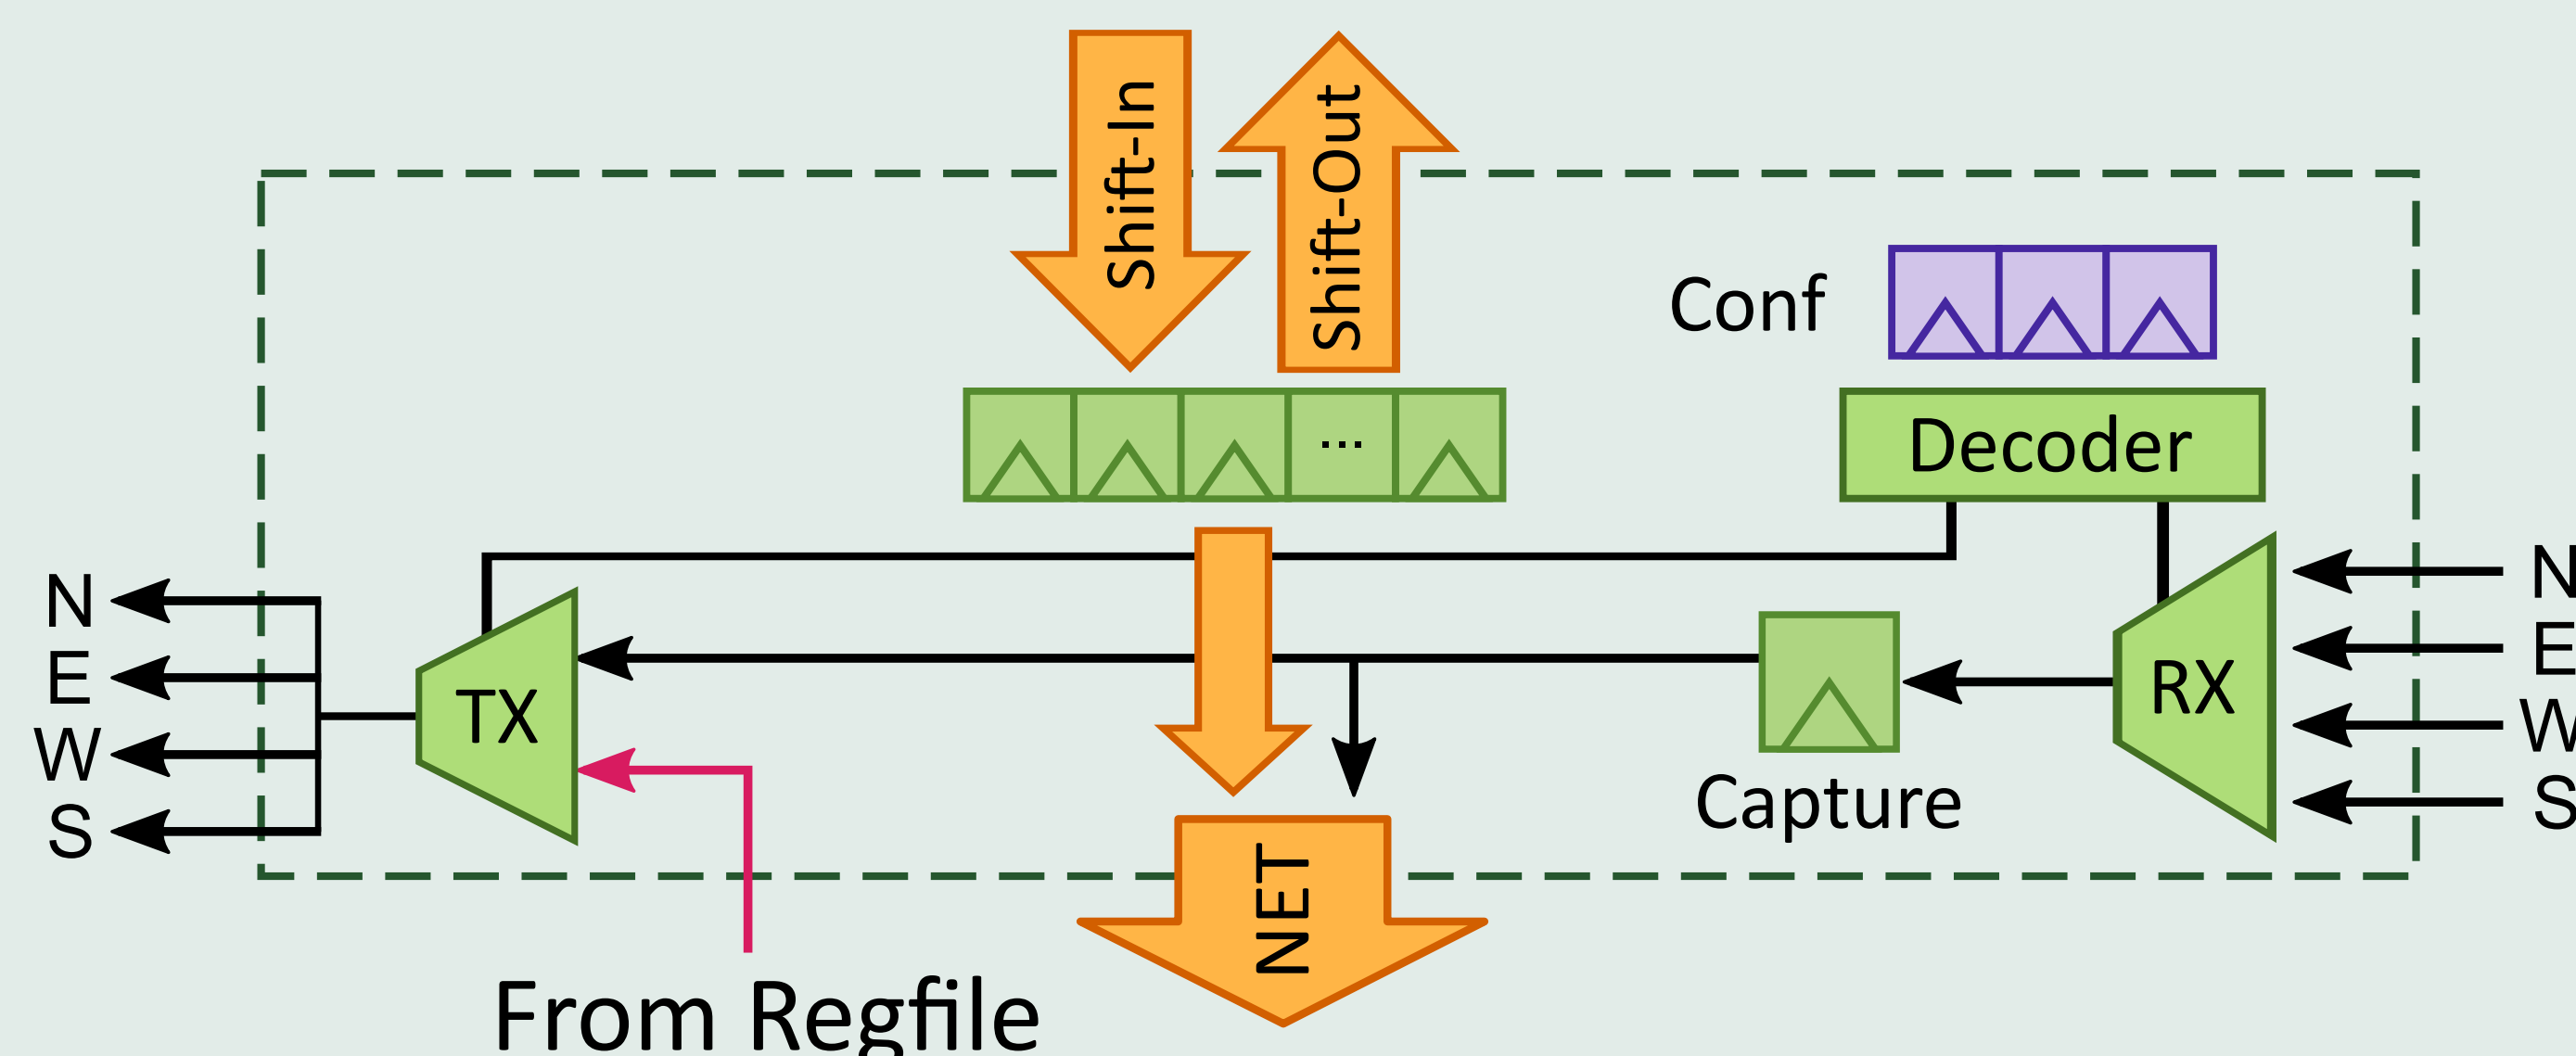 Shift-In
Shift-Out
Conf
...
Decoder
N
E
W
S
TX
Capture
RX
N
E
W
S
NET
From Regfile